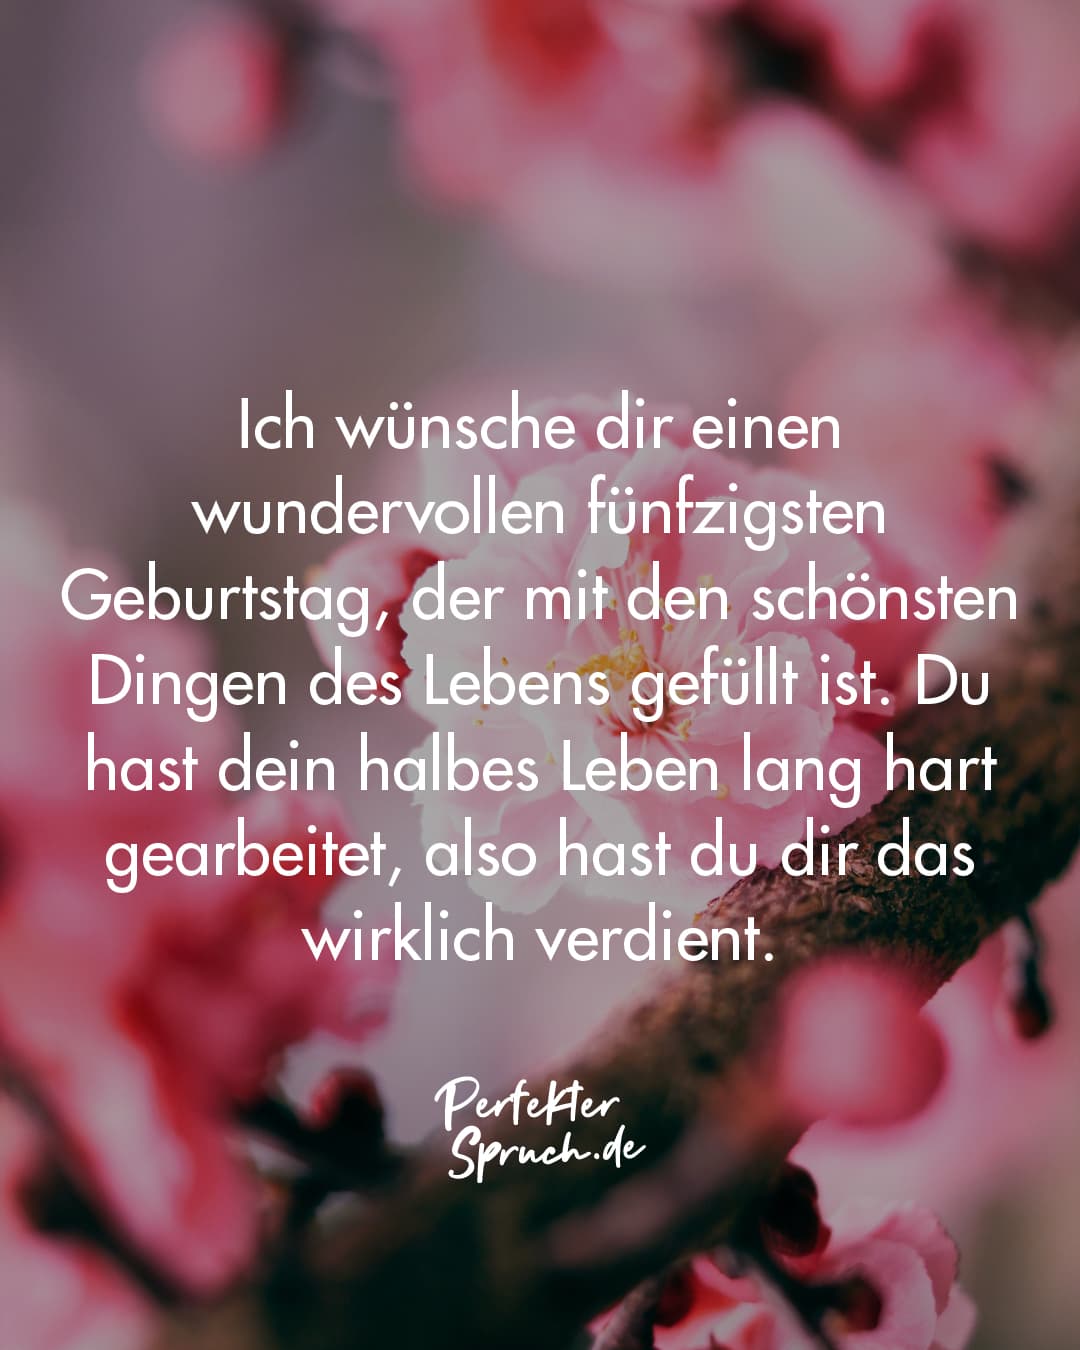 Ich wünsche dir einen
wundervollen fünfzigsten
Geburtstag, der mit den schönsten
Dingen des Lebens gefüllt ist. Du
hast dein halbes Leben lang hart
gearbeitet, also hast du dir das
wirklich verdient.
Perfekter
Spruch.de